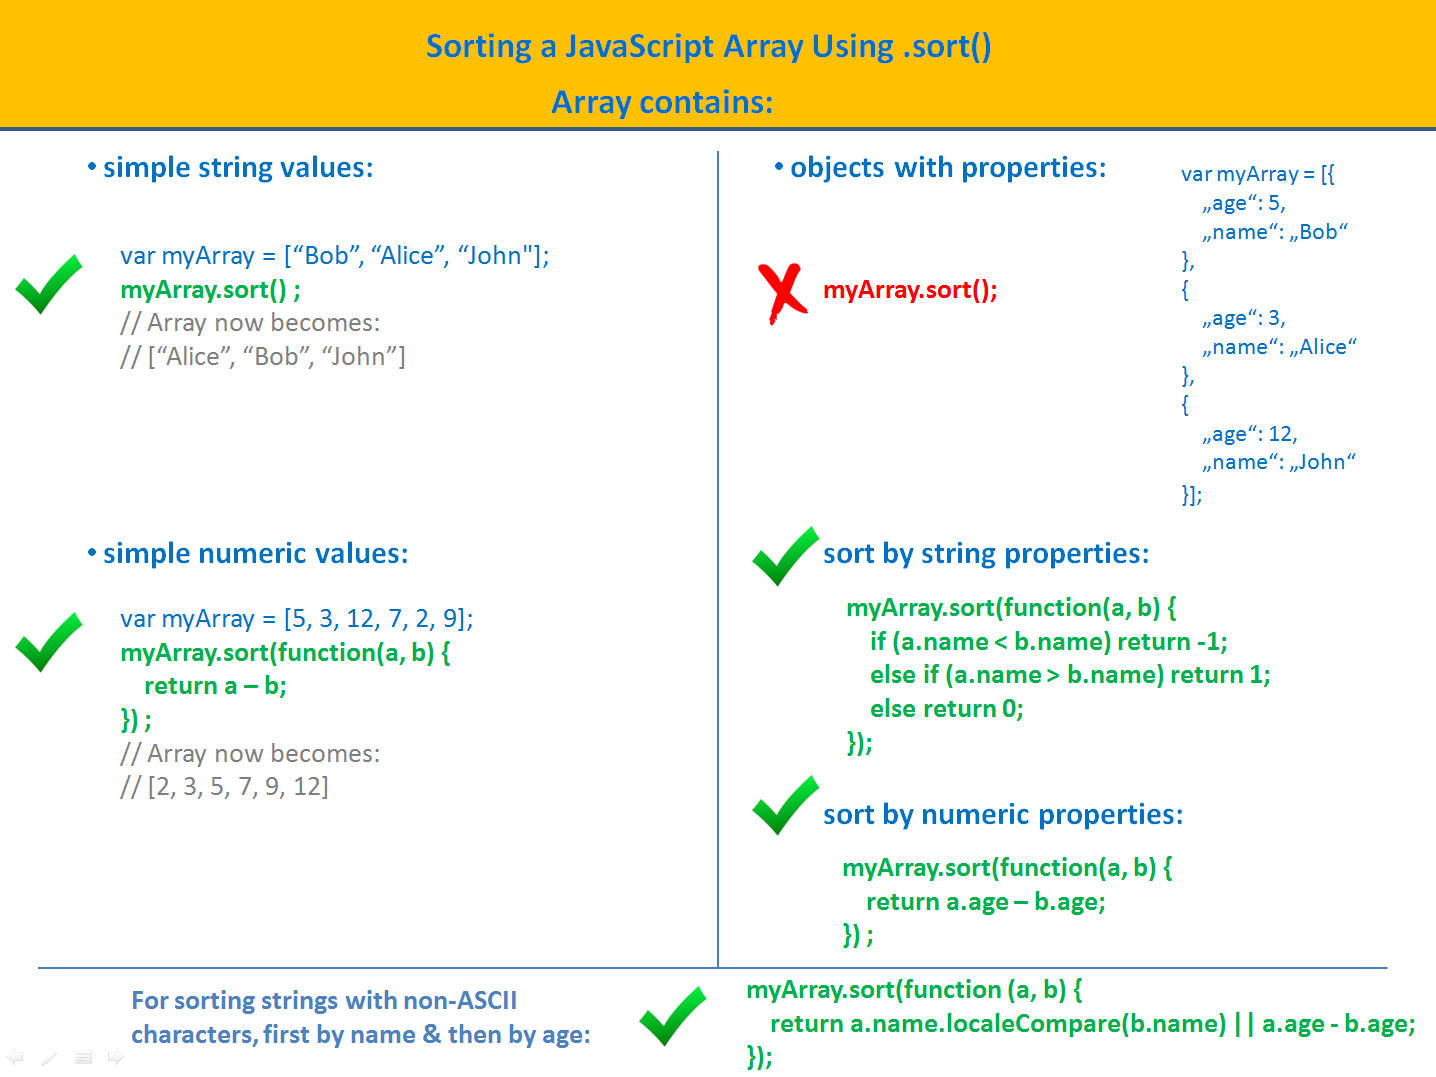 Sorting a JavaScript Array Using .sort()
Array contains:
• simple string values:
var myArray = [“Bob”, “Alice”, “John"];
myArray.sort() ;
// Array now becomes:
// [“Alice”, “Bob”, “John”]
• simple numeric values:
var myArray = [5, 3, 12, 7, 2, 9];
myArray.sort(function(a, b) {
return a – b;
}) ;
// Array now becomes:
// [2, 3, 5, 7, 9, 12]
• objects with properties:
var myArray = [{
„age“: 5,
„name“: „Bob“
},
{
„age“: 3,
„name“: „Alice“
},
{
„age“: 12,
„name“: „John“
}];
myArray.sort();
sort by string properties:
myArray.sort(function(a, b) {
if (a.name < b.name) return -1;
else if (a.name > b.name) return 1;
else return 0;
});
sort by numeric properties:
myArray.sort(function(a, b) {
return a.age – b.age;
}) ;
For sorting strings with non-ASCII
characters, first by name & then by age:
myArray.sort(function (a, b) {
return a.name.localeCompare(b.name) || a.age - b.age;
});